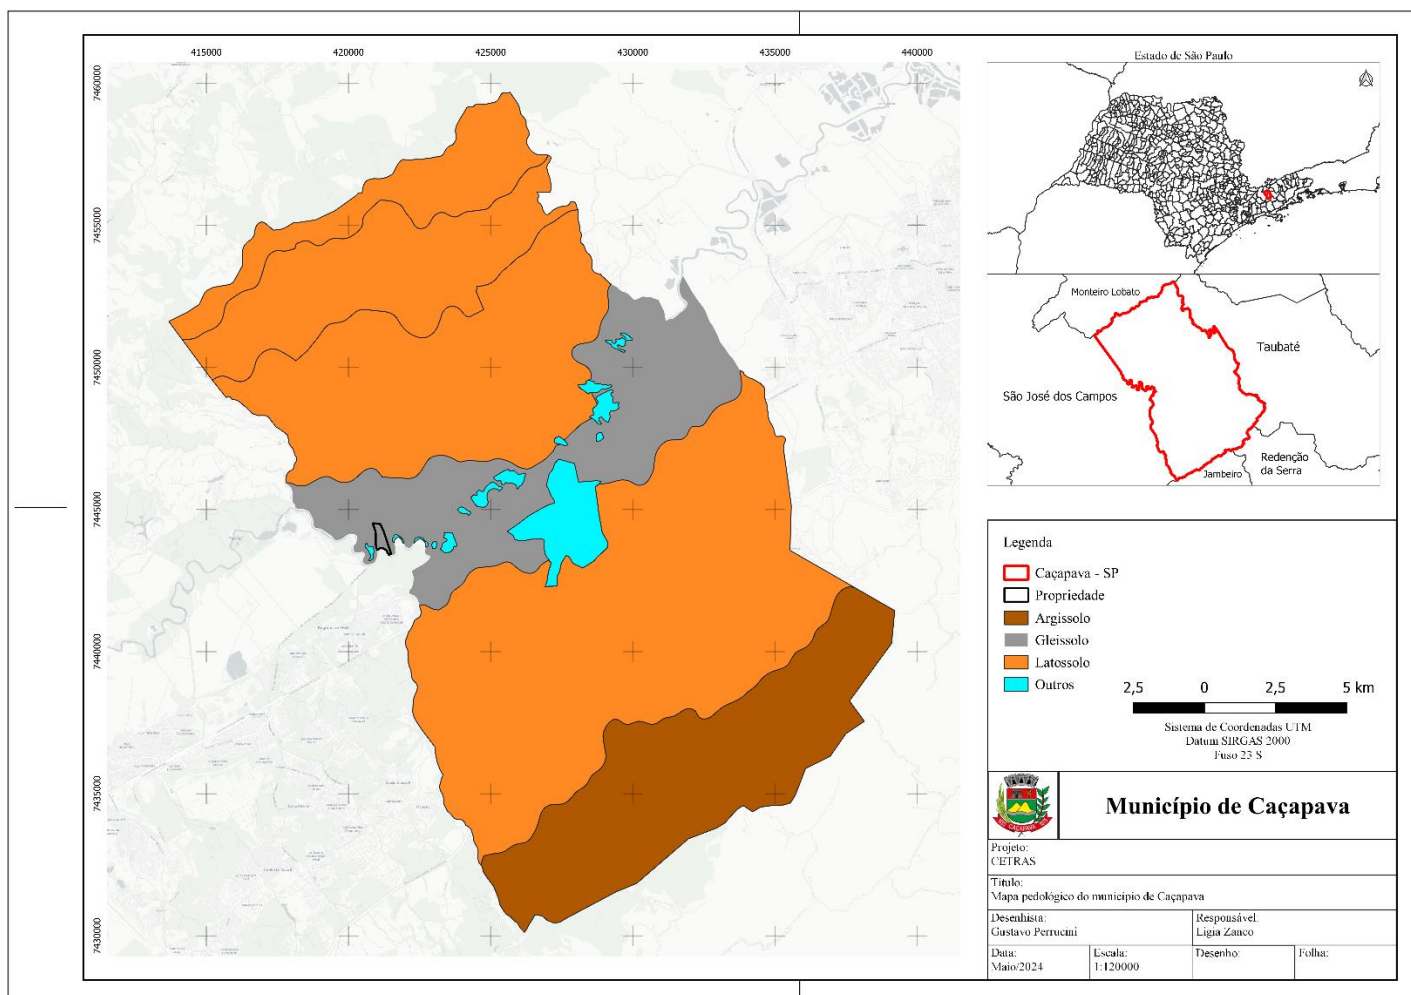 415000
420000
425000
430000
435000
440000
7460000
7455000
7450000
7445000
7440000
7435000
7430000
Estado de São Paulo
Monteiro Lobato
Taubaté
São José dos Campos
Redenção
da Serra
Jambeiro
Legenda
Caçapava - SP
Propriedade
Argissolo
Gleissolo
Latossolo
Outros
2,5 0 2,5 5 km
Sistema de Coordenadas UTM
Datum SIRGAS 2000
Fuso 23 S
CAÇAPAVA
Município de Caçapava
Projeto:
CETRAS
Título:
Mapa pedológico do município de Caçapava
Desenhista:
Gustavo Perrucini
Responsável:
Ligia Zanco
Data:
Maio/2024
Escala:
1:120000
Desenho:
Folha: